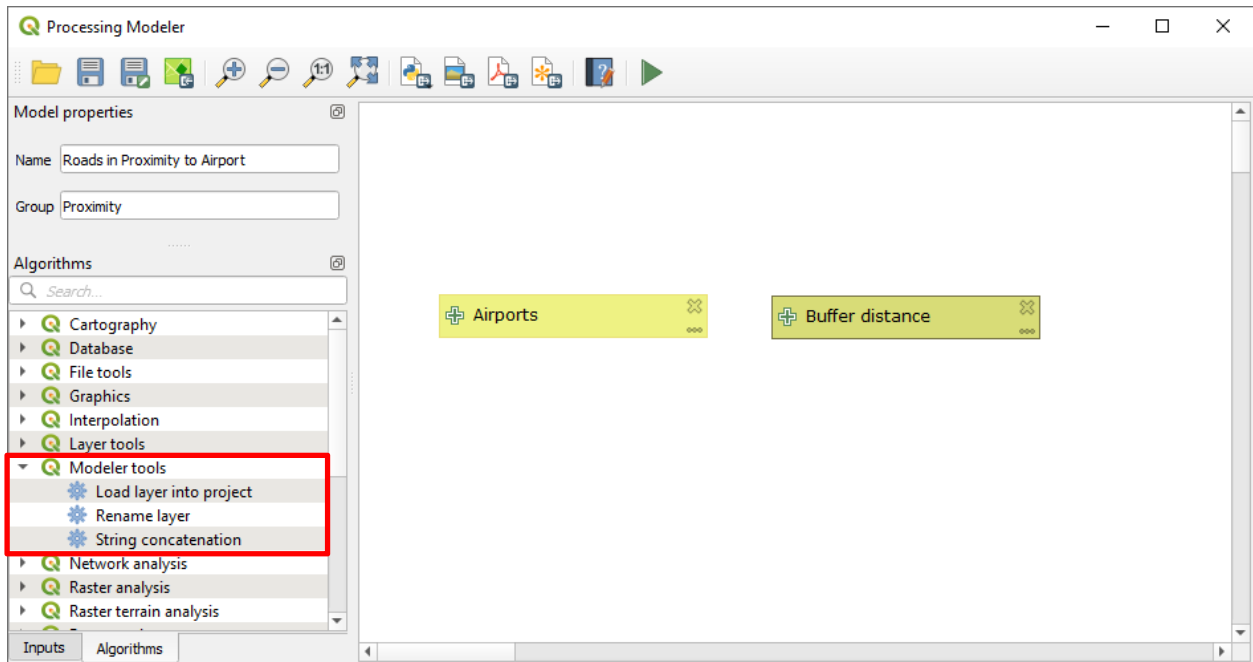 Processing Modeler
1:1
Model properties
Name Roads in Proximity to Airport
Group Proximity
Algorithms
Search...
Cartography
Database
File tools
Graphics
Interpolation
Layer tools
Modeler tools
Load layer into project
Rename layer
String concatenation
Network analysis
Raster analysis
Raster terrain analysis
Inputs Algorithms
Airports
Buffer distance